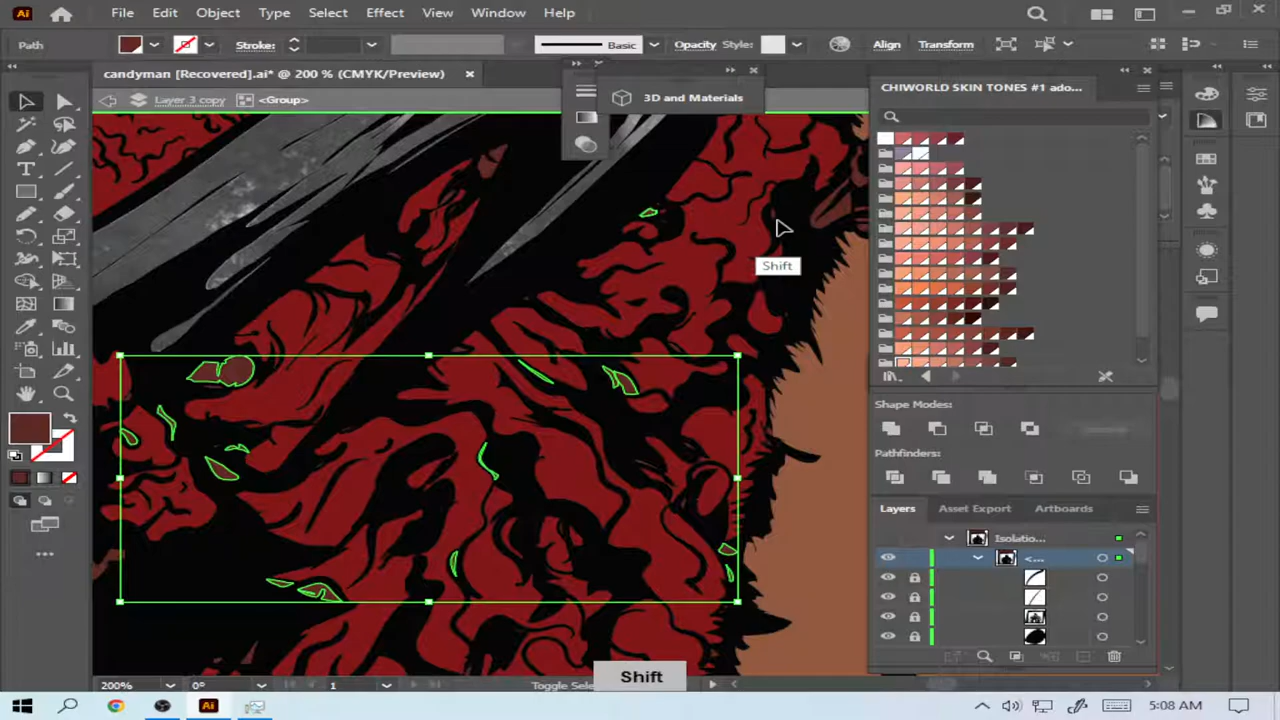 Ai File Edit Object Type Select Effect View Window Help
Path Stroke: Basic Opacity Style: Align Transform
candyman [Recovered].ai* @ 200 % (CMYK/Preview)
CHIWORLD SKIN TONES #1 ado...
Layer 3 copy <Group>
3D and Materials
Shift
Shape Modes:
Pathfinders:
Layers Asset Export Artboards
Isolatio...
<...
Shift
200% 0° 1 Toggle Sele
Ai 5:08 AM